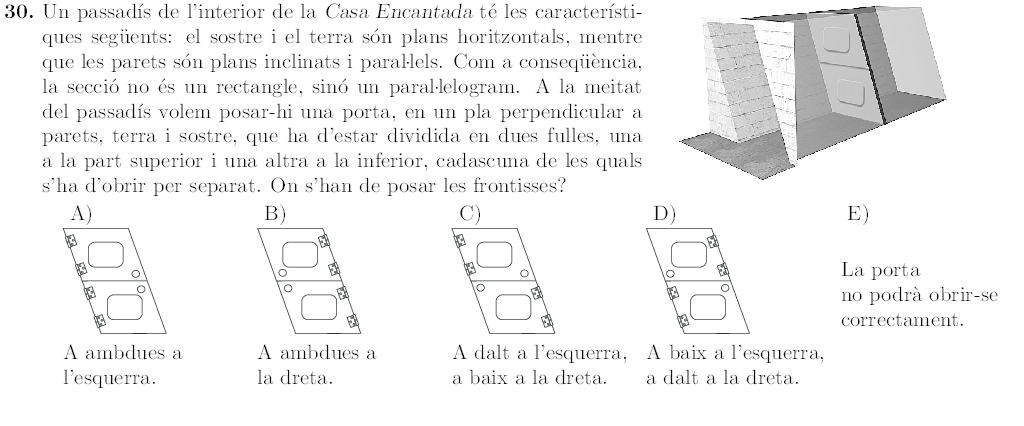 30. Un passadís de l'interior de la Casa Encantada té les característi-
ques següents: el sostre i el terra són plans horitzontals, mentre
que les parets són plans inclinats i paral·lels. Com a conseqüència,
la secció no és un rectangle, sinó un paral·lelogram. A la meitat
del passadís volem posar-hi una porta, en un pla perpendicular a
parets, terra i sostre, que ha d'estar dividida en dues fulles, una
a la part superior i una altra a la inferior, cadascuna de les quals
s'ha d'obrir per separat. On s'han de posar les frontisses?
A) B) C) D) E)
La porta
no podrà obrir-se
correctament.
A ambdues a
l'esquerra.
A ambdues a
la dreta.
A dalt a l'esquerra,
a baix a la dreta.
A baix a l'esquerra,
a dalt a la dreta.